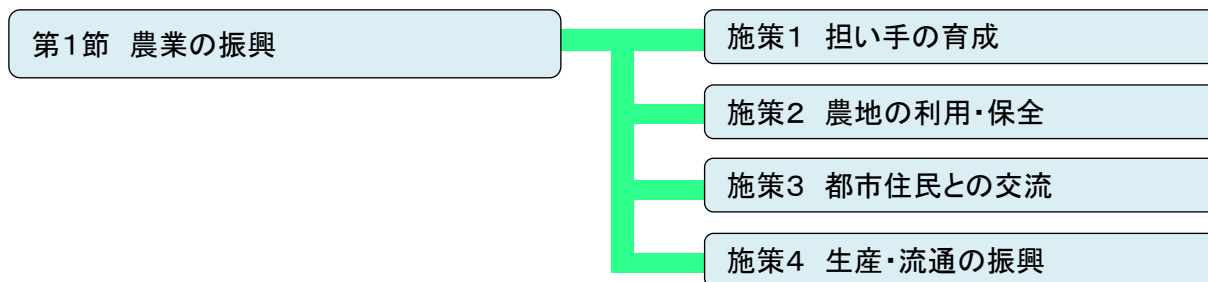 第1節 農業の振興
施策1 担い手の育成
施策2 農地の利用・保全
施策3 都市住民との交流
施策4 生産・流通の振興